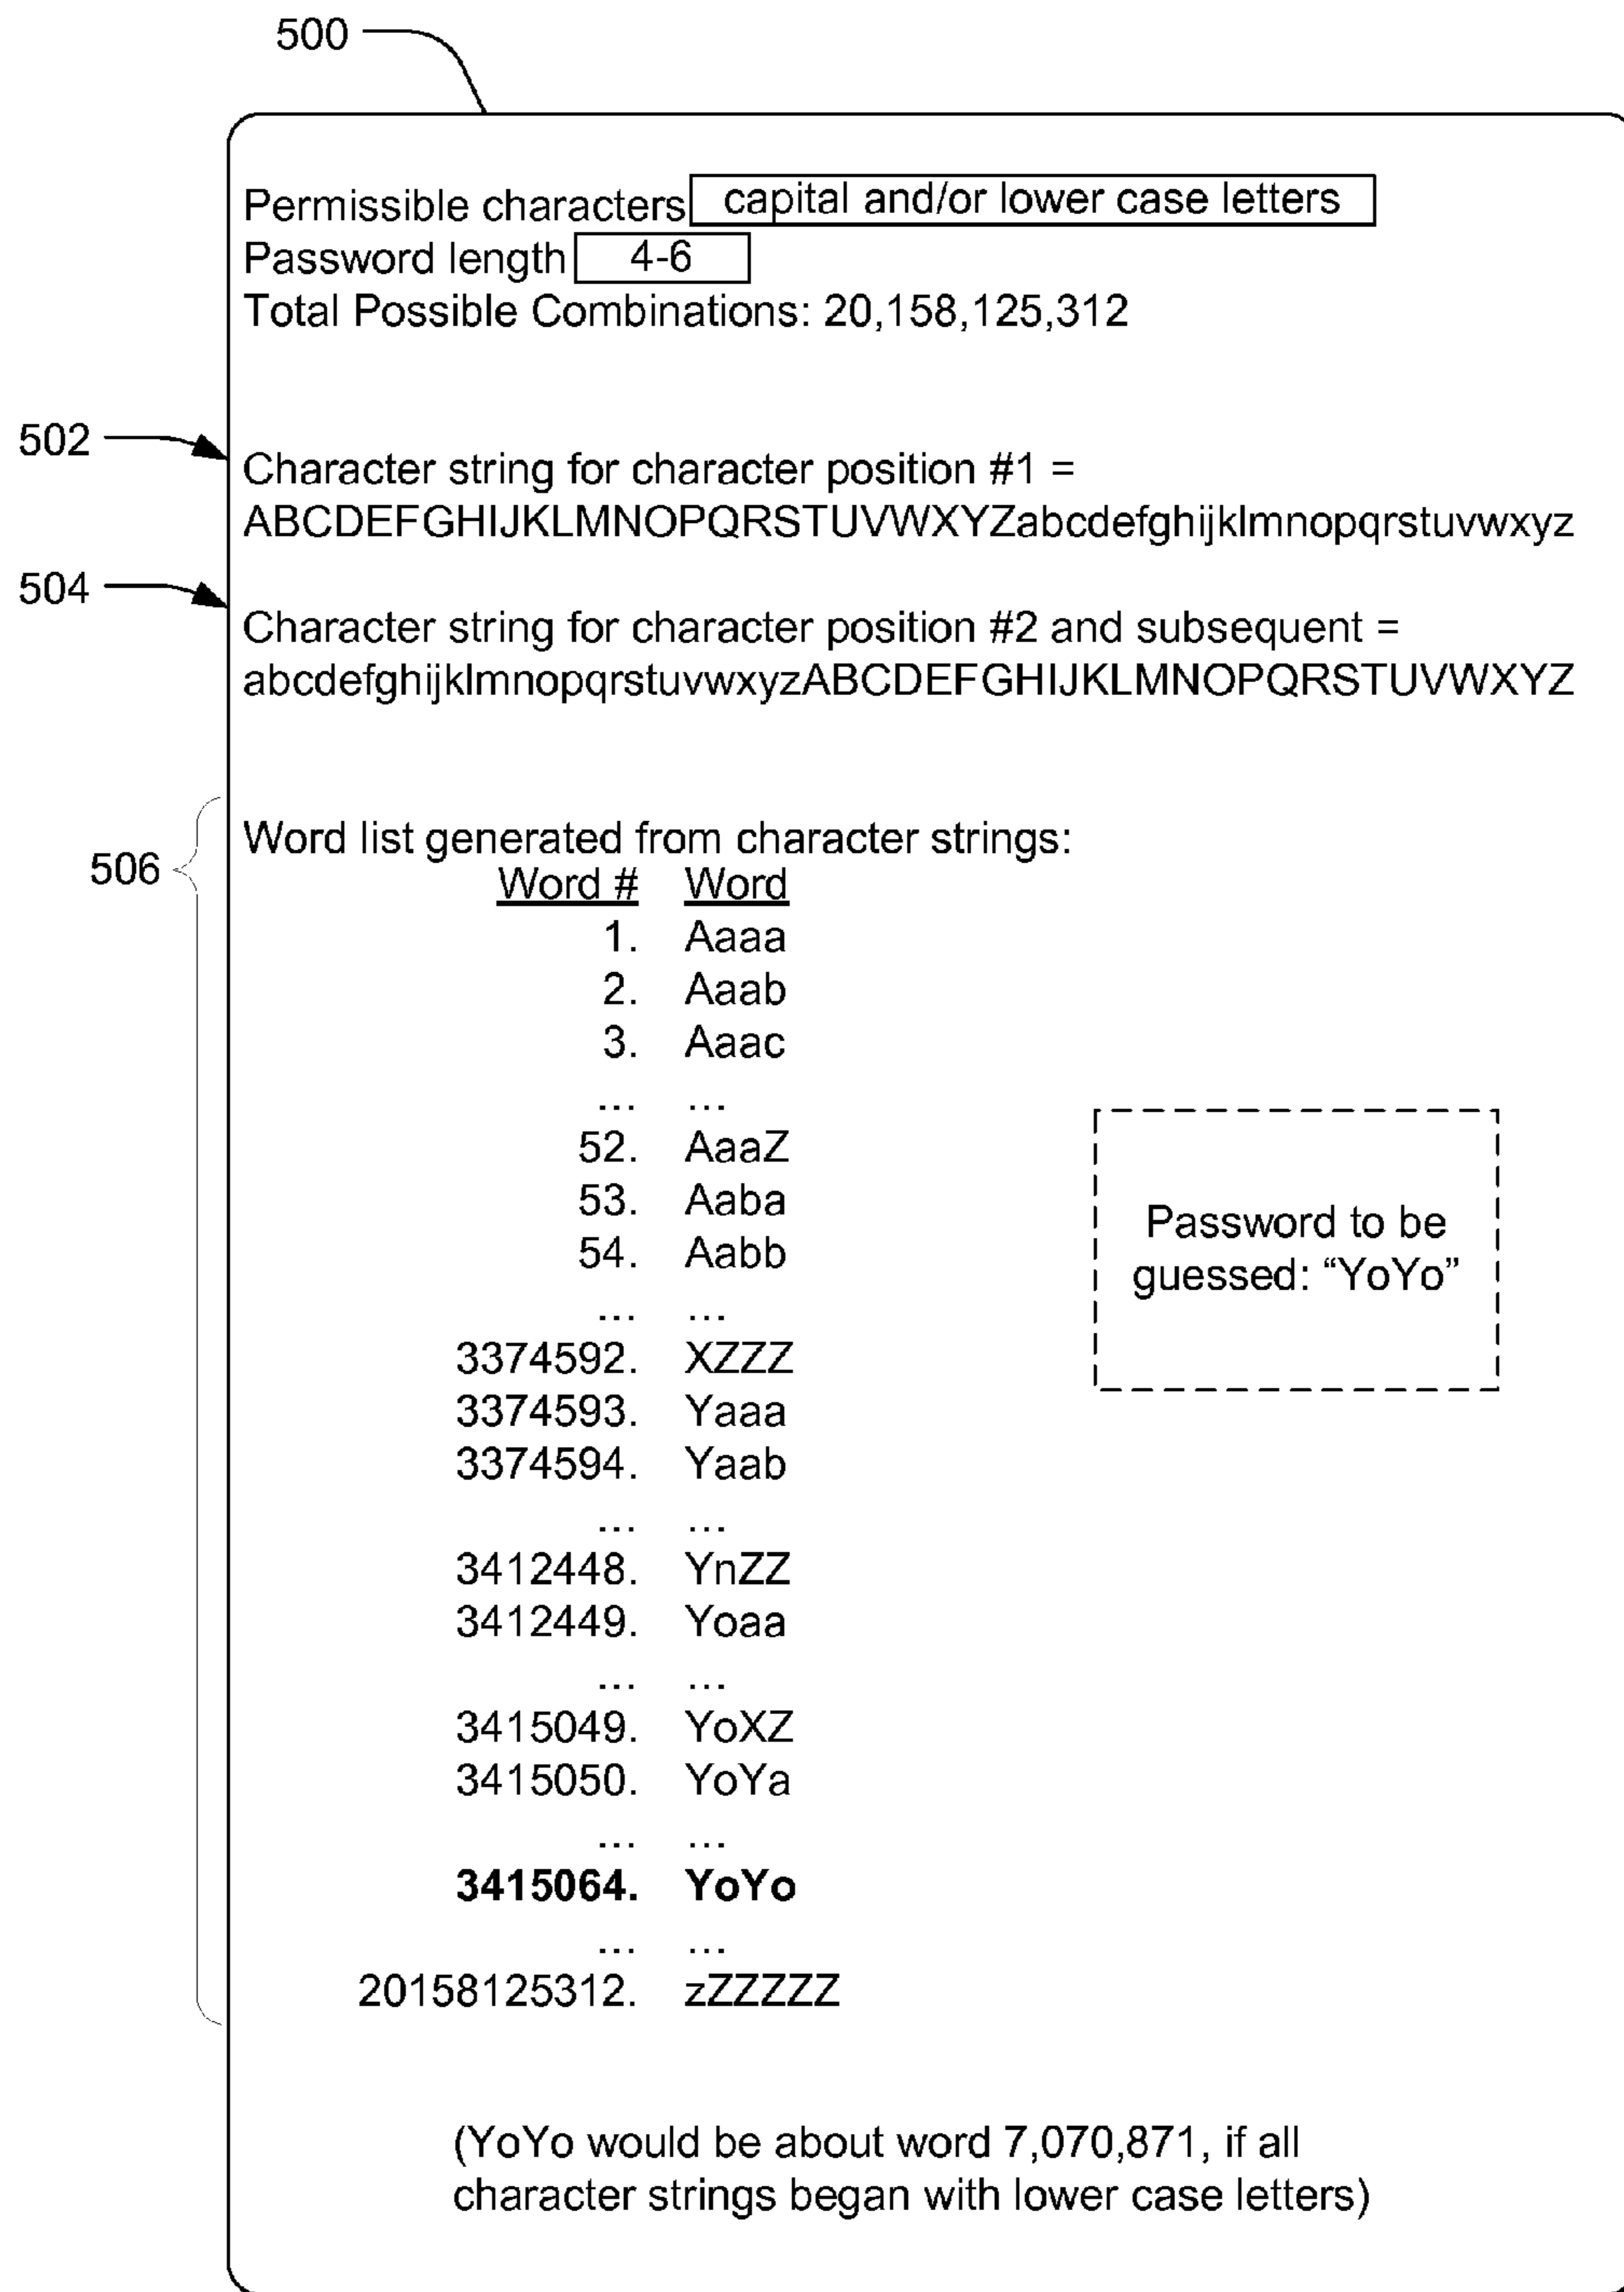 500
Permissible characters capital and/or lower case letters
Password length 4-6
Total Possible Combinations: 20,158,125,312
502
Character string for character position #1 =
ABCDEFGHIJKLMNOPQRSTUVWXYZabcdefghijklmnopqrstuvwxyz
504
Character string for character position #2 and subsequent =
abcdefghijklmnopqrstuvwxyzABCDEFGHIJKLMNOPQRSTUVWXYZ
506
Word list generated from character strings:
Word # Word
1. Aaaa
2. Aaab
3. Aaac
... ...
52. AaaZ
53. Aaba
54. Aabb
... ...
3374592. XZZZ
3374593. Yaaa
3374594. Yaab
... ...
3412448. YnZZ
3412449. Yoaa
... ...
3415049. YoXZ
3415050. YoYa
... ...
3415064. YoYo
... ...
20158125312. zZZZZZ
Password to be
guessed: “YoYo”
(YoYo would be about word 7,070,871, if all
character strings began with lower case letters)